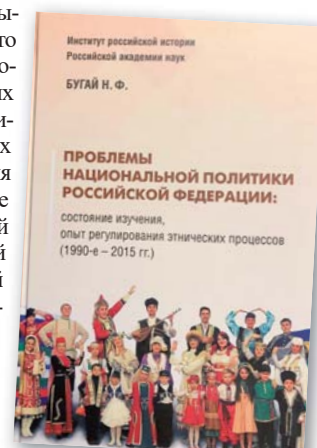 Институт российской истории
Российской академии наук
БУГАЙ Н. Ф.
ПРОБЛЕМЫ
НАЦИОНАЛЬНОЙ ПОЛИТИКИ
РОССИЙСКОЙ ФЕДЕРАЦИИ:
состояние изучения,
опыт регулирования этнических процессов
(1990-е – 2015 гг.)